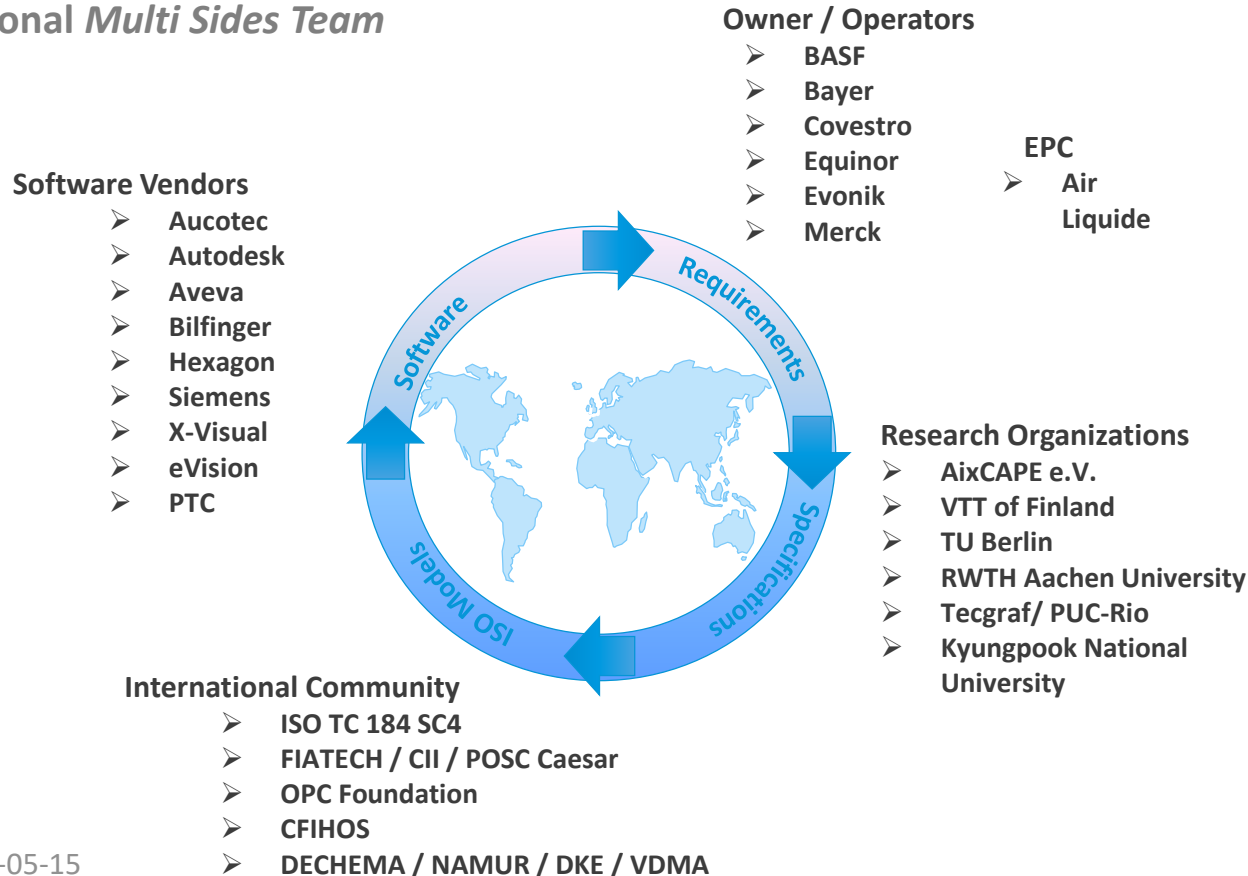 onal Multi Sides Team
Owner / Operators
➢ BASF
➢ Bayer
➢ Covestro
➢ Equinor
➢ Evonik
➢ Merck
EPC
➢ Air
Liquide
Software Vendors
➢ Aucotec
➢ Autodesk
➢ Aveva
➢ Bilfinger
➢ Hexagon
➢ Siemens
➢ X-Visual
➢ eVision
➢ PTC
Software
Requirements
Specifications
ISO Models
Research Organizations
➢ AixCAPE e.V.
➢ VTT of Finland
➢ TU Berlin
➢ RWTH Aachen University
➢ Tecgraf/ PUC-Rio
➢ Kyungpook National
University
International Community
➢ ISO TC 184 SC4
➢ FIATECH / CII / POSC Caesar
➢ OPC Foundation
➢ CFIHOS
➢ DECHEMA / NAMUR / DKE / VDMA
-05-15